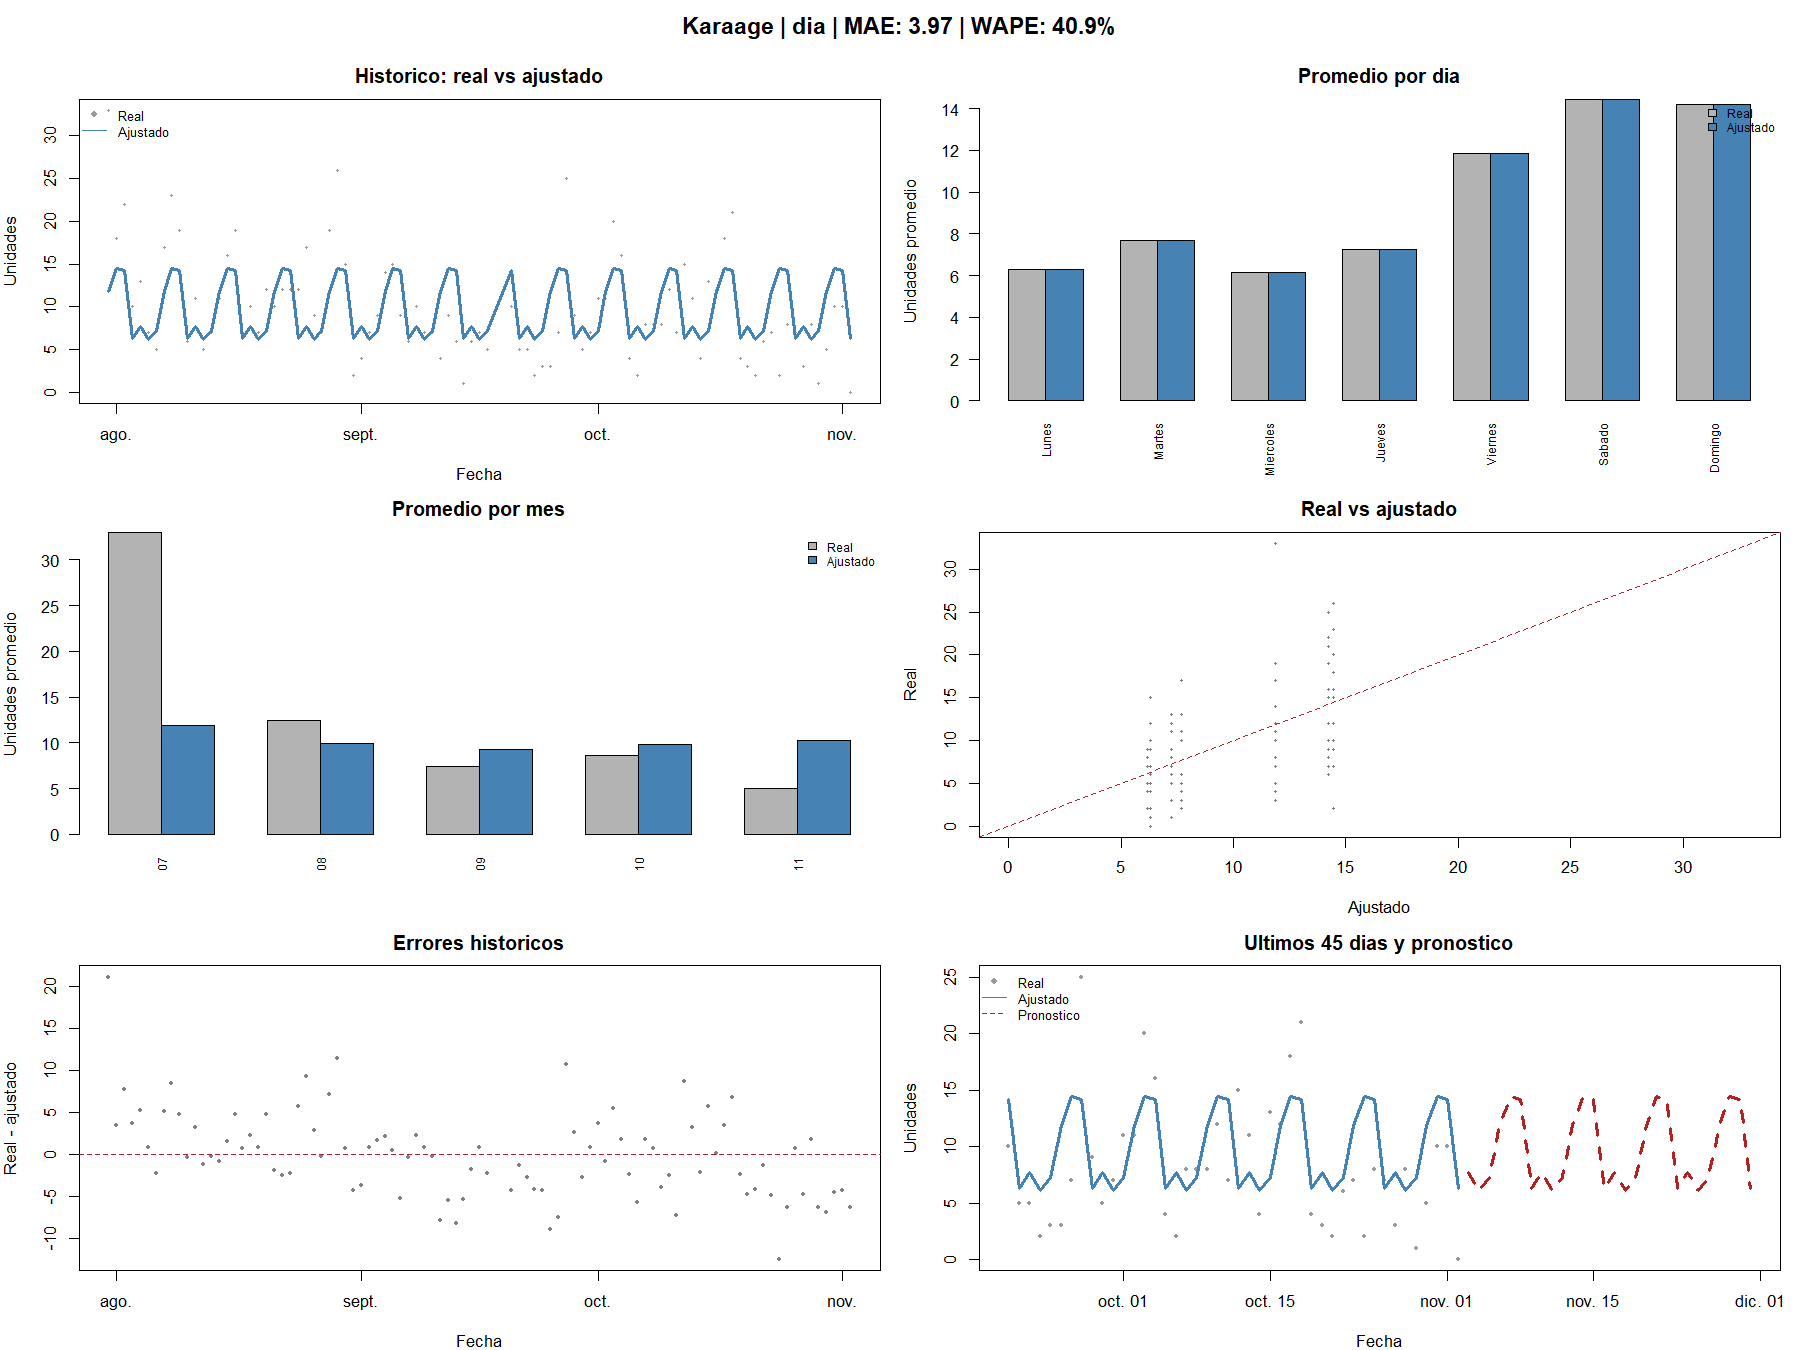 Karaage | dia | MAE: 3.97 | WAPE: 40.9%
Historico: real vs ajustado
Real
Ajustado
Unidades
0 5 10 15 20 25 30
ago. sept. oct. nov.
Fecha
Promedio por dia
Real
Ajustado
Unidades promedio
0 2 4 6 8 10 12 14
Lunes Martes Miercoles Jueves Viernes Sabado Domingo
Promedio por mes
Real
Ajustado
Unidades promedio
0 5 10 15 20 25 30
07 08 09 10 11
Real vs ajustado
Real
0 5 10 15 20 25 30
0 5 10 15 20 25 30
Ajustado
Errores historicos
Real - ajustado
-10 -5 0 5 10 15 20
ago. sept. oct. nov.
Fecha
Ultimos 45 dias y pronostico
Real
Ajustado
Pronostico
Unidades
0 5 10 15 20 25
oct. 01 oct. 15 nov. 01 nov. 15 dic. 01
Fecha